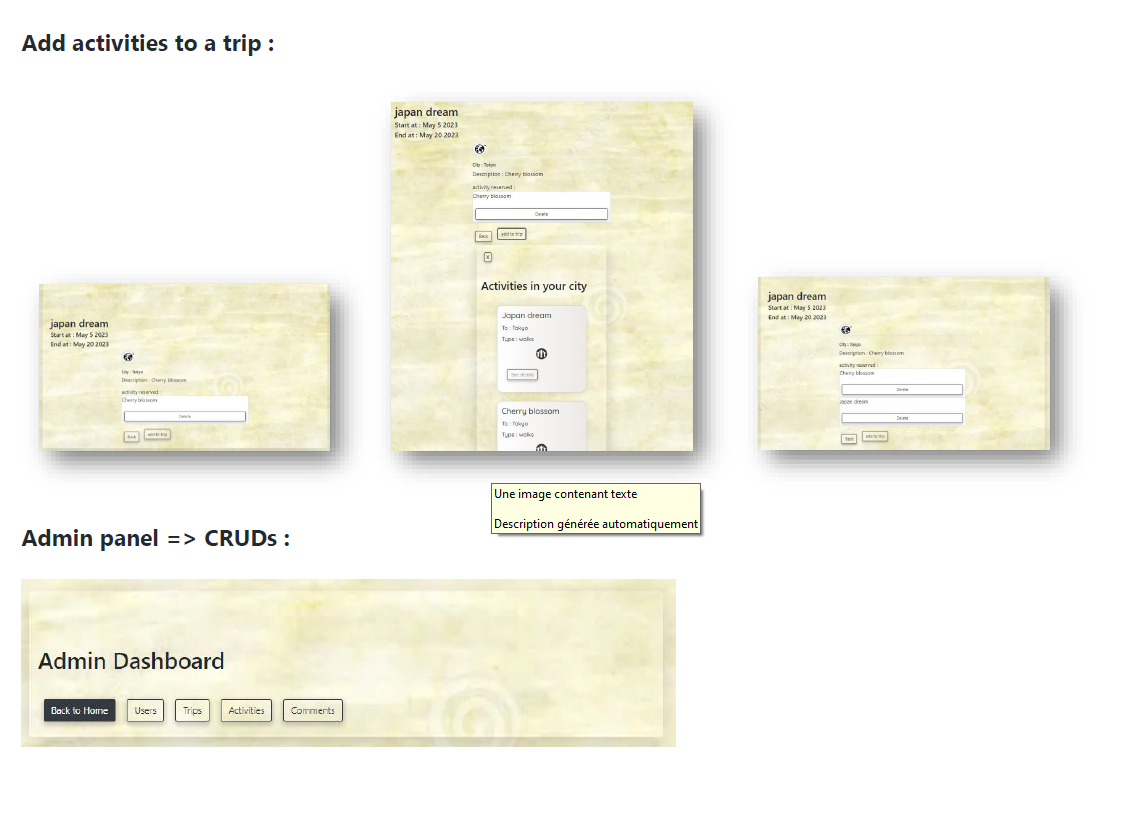 Add activities to a trip :
japan dream
Start at : May 5 2023
End at : May 20 2023
City : Tokyo
Description : Cherry blossom
activity reserved :
Cherry blossom
Delete
Back
add to trip
japan dream
Start at : May 5 2023
End at : May 20 2023
City : Tokyo
Description : Cherry blossom
activity reserved :
Cherry blossom
Delete
Back
add to trip
X
Activities in your city
Japan dream
To : Tokyo
Type : walks
See details
Cherry blossom
To : Tokyo
Type : walks
japan dream
Start at : May 5 2023
End at : May 20 2023
City : Tokyo
Description : Cherry blossom
activity reserved :
Cherry blossom
Delete
Japan dream
Delete
Back
add to trip
Une image contenant texte
Description générée automatiquement
Admin panel => CRUDs :
Admin Dashboard
Back to Home
Users
Trips
Activities
Comments